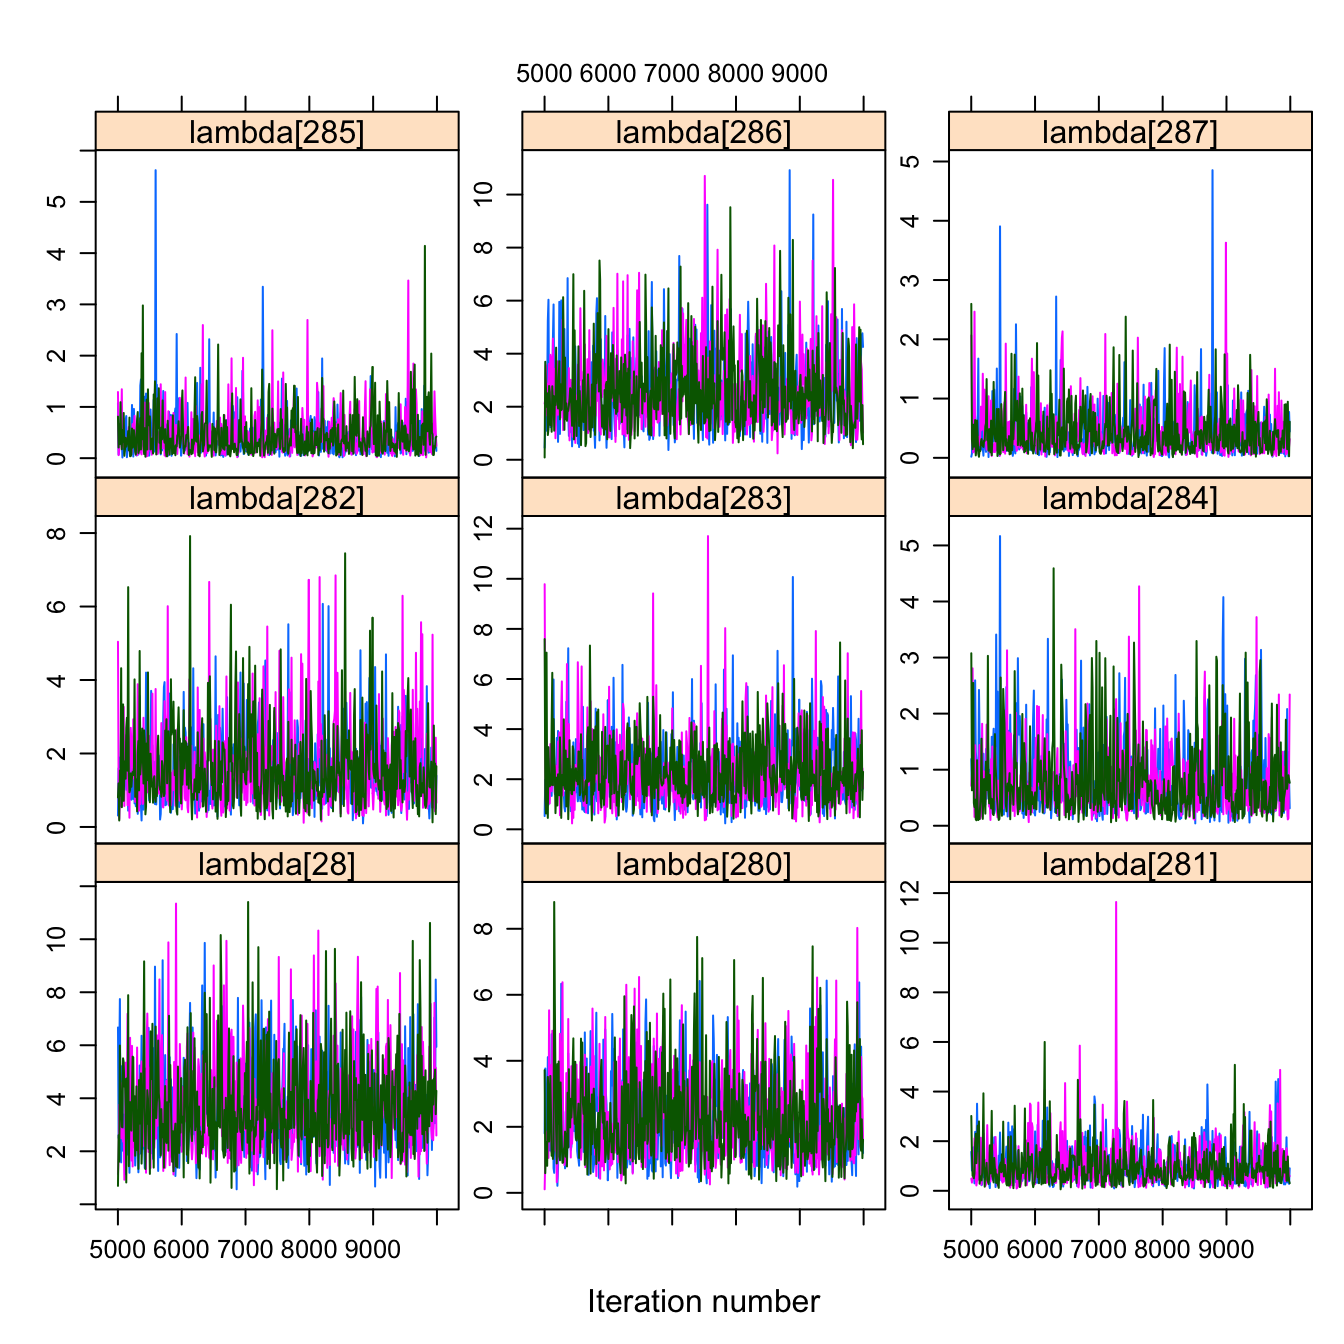 5000 6000 7000 8000 9000
lambda[285] lambda[286] lambda[287]
0 1 2 3 4 5
0 2 4 6 8 10
0 1 2 3 4 5
lambda[282] lambda[283] lambda[284]
0 2 4 6 8
0 2 4 6 8 10 12
0 1 2 3 4 5
lambda[28] lambda[280] lambda[281]
2 4 6 8 10
0 2 4 6 8
0 2 4 6 8 10 12
5000 6000 7000 8000 9000
5000 6000 7000 8000 9000
Iteration number